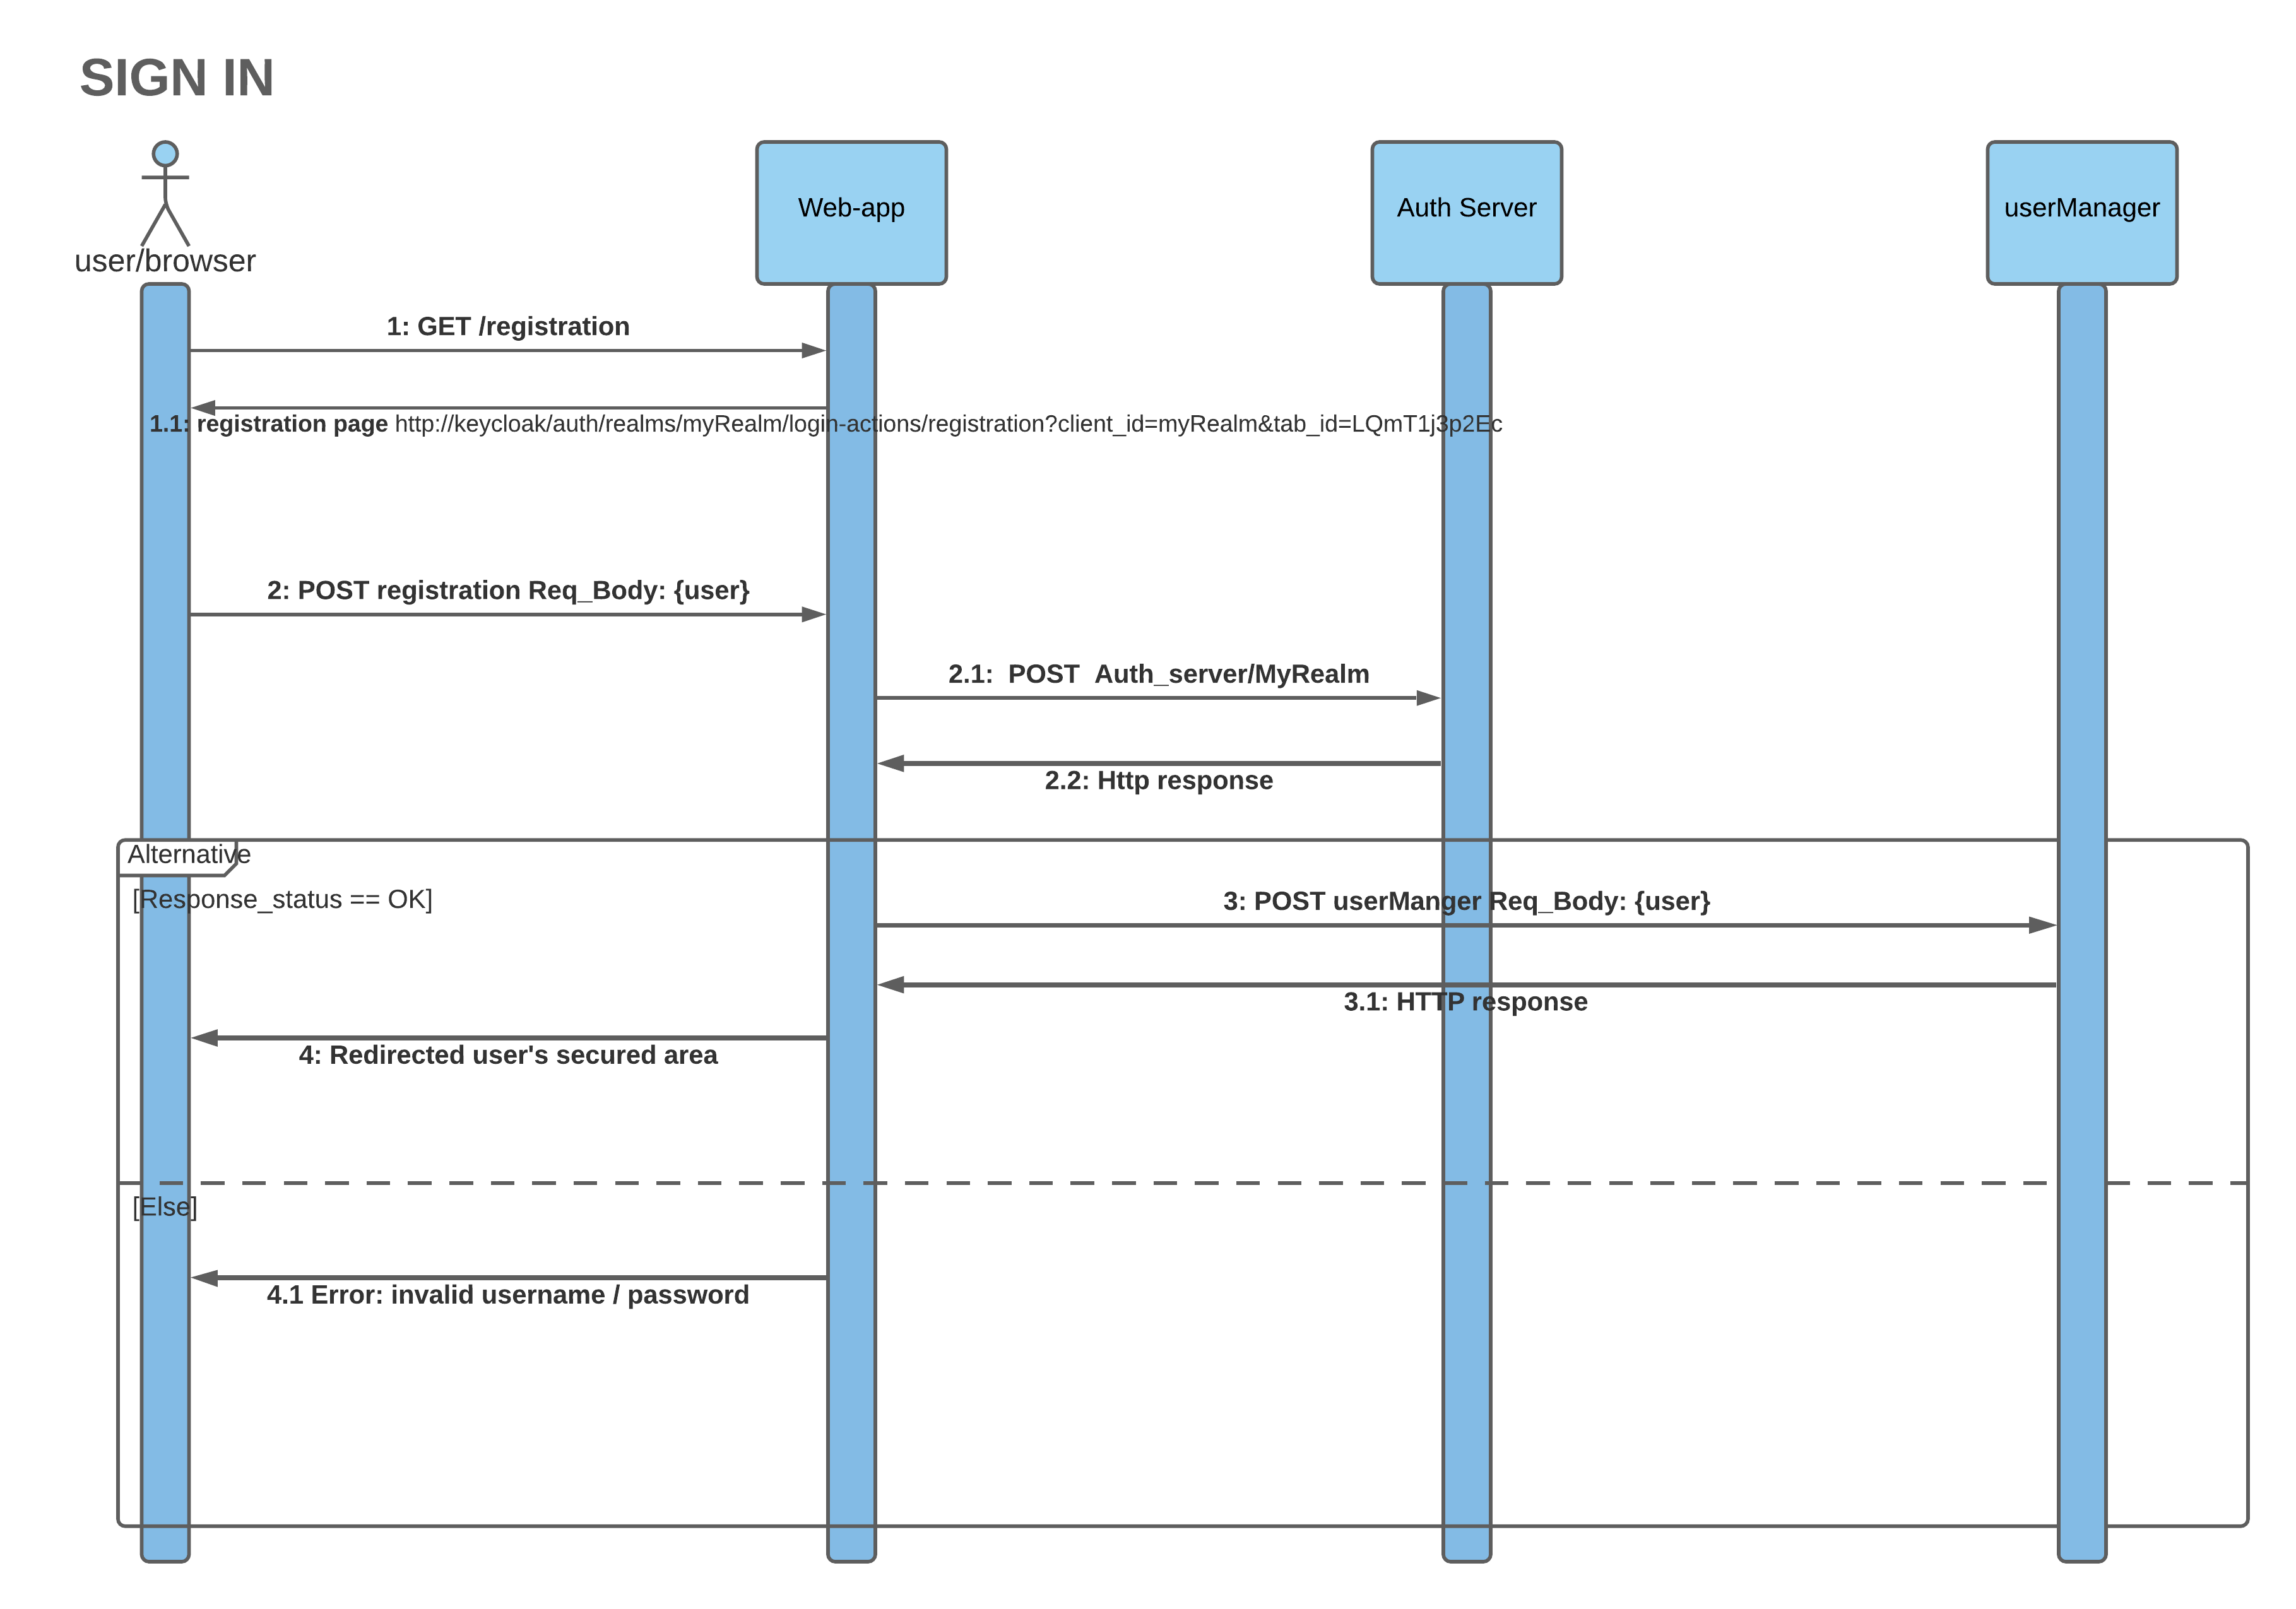 SIGN IN
user/browser
Web-app
Auth Server
userManager
1: GET /registration
1.1: registration page http://keycloak/auth/realms/myRealm/login-actions/registration?client_id=myRealm&tab_id=LQmT1j3p2Ec
2: POST registration Req_Body: {user}
2.1:  POST  Auth_server/MyRealm
2.2: Http response
Alternative
[Response_status == OK]
3: POST userManger Req_Body: {user}
3.1: HTTP response
4: Redirected user's secured area
[Else]
4.1 Error: invalid username / password